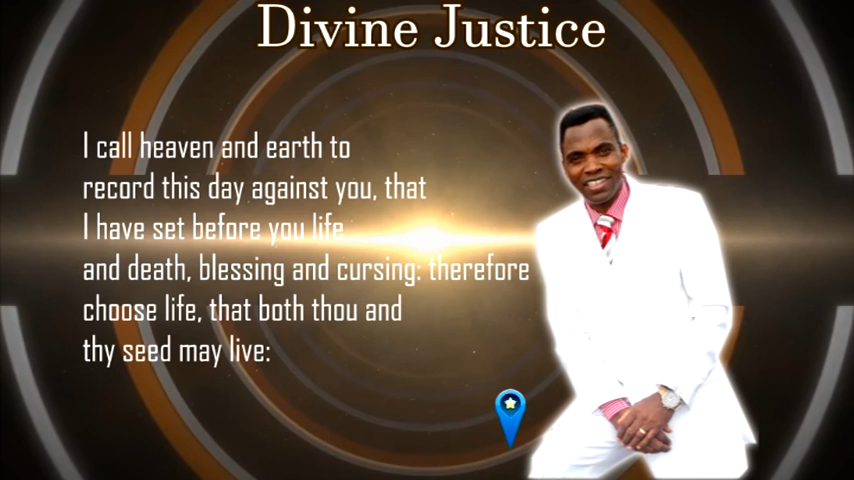 Divine Justice
I call heaven and earth to
record this day against you, that
I have set before you life
and death, blessing and cursing: therefore
choose life, that both thou and
thy seed may live: